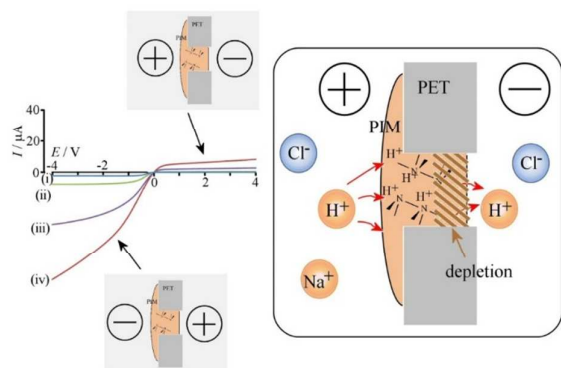 PET
PIM
+
−
40
20
0
I / μA
E / V
-4
-2
2
4
(i)
(ii)
(iii)
(iv)
PET
PIM
−
+
+
−
PET
PIM
Cl-
Cl-
H+
H+
H+
H+
N
N
N
H+
H+
Na+
depletion